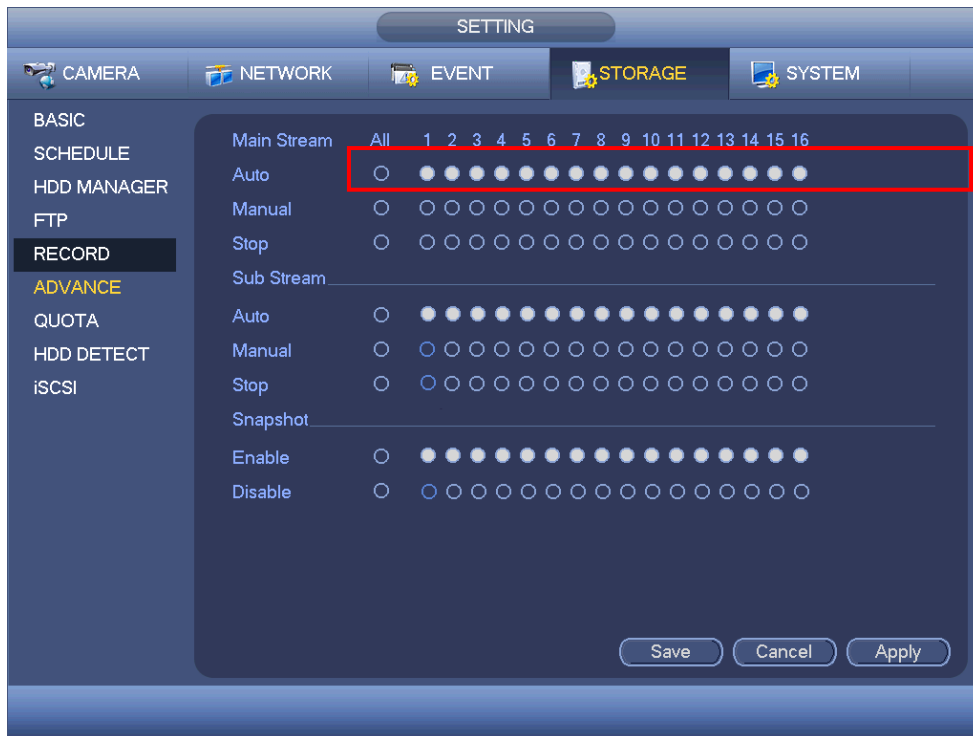 SETTING
CAMERA NETWORK EVENT STORAGE SYSTEM
BASIC
SCHEDULE
HDD MANAGER
FTP
RECORD
ADVANCE
QUOTA
HDD DETECT
iSCSI
Main Stream All 1 2 3 4 5 6 7 8 9 10 11 12 13 14 15 16
Auto
Manual
Stop
Sub Stream
Auto
Manual
Stop
Snapshot
Enable
Disable
Save Cancel Apply